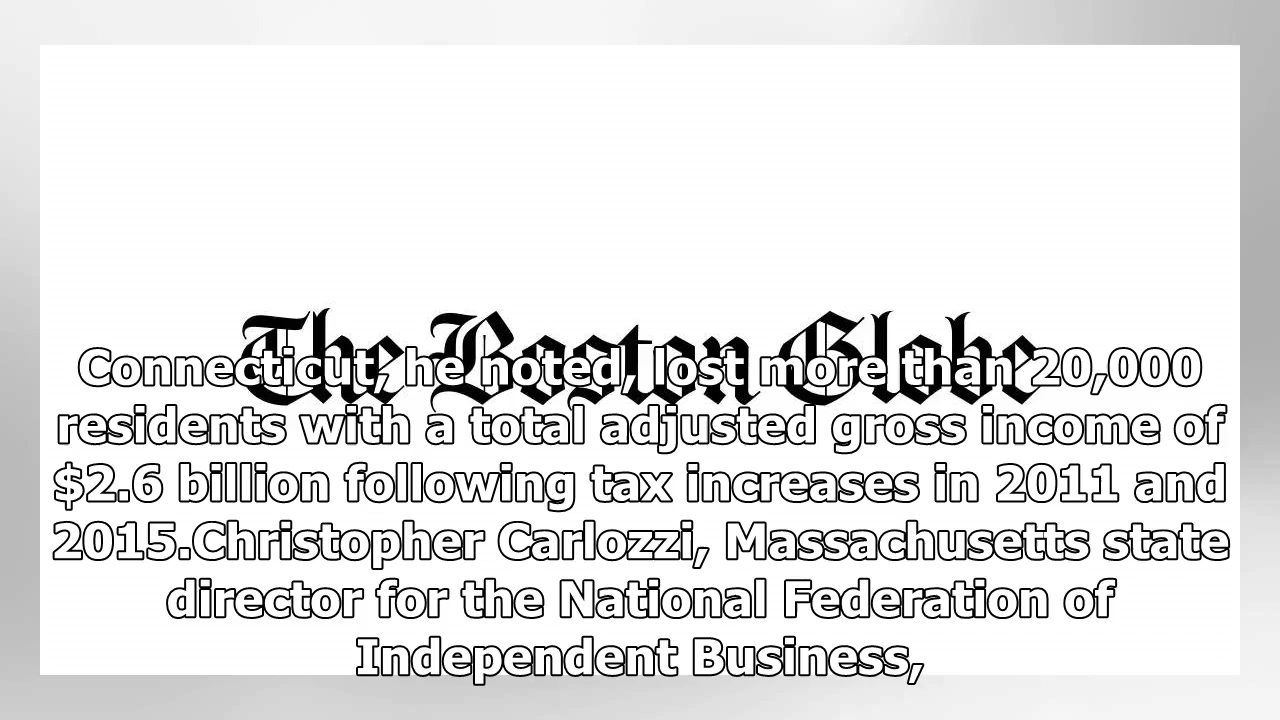 The Boston Globe
Connecticut, he noted, lost more than 20,000
residents with a total adjusted gross income of
$2.6 billion following tax increases in 2011 and
2015.Christopher Carlozzi, Massachusetts state
director for the National Federation of
Independent Business,